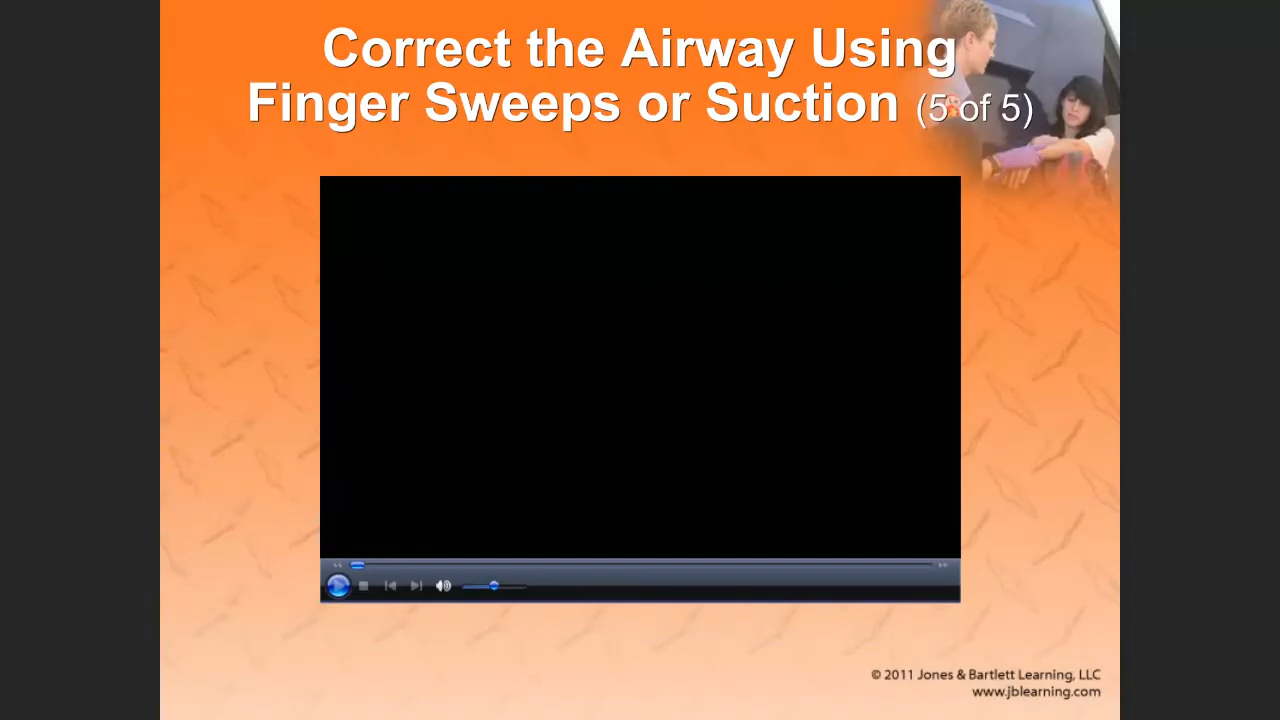 Correct the Airway Using
Finger Sweeps or Suction (5 of 5)
© 2011 Jones & Bartlett Learning, LLC
www.jblearning.com